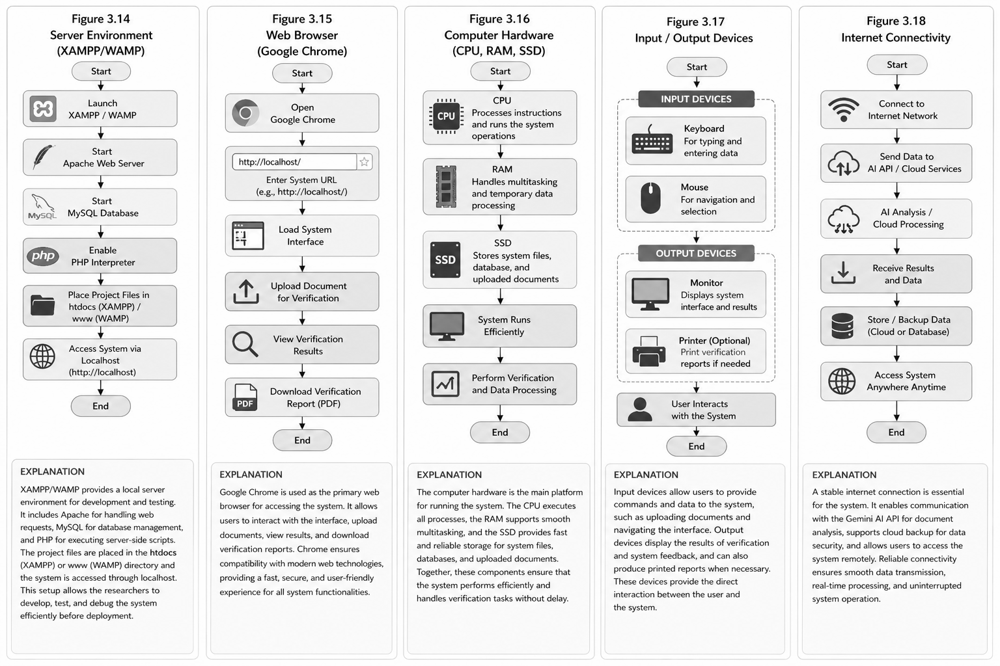 Figure 3.14
Server Environment
(XAMPP/WAMP)
Start
Launch
XAMPP / WAMP
Start
Apache Web Server
MySQL
Start
MySQL Database
php
Enable
PHP Interpreter
Place Project Files in
htdocs (XAMPP) /
www (WAMP)
Access System via
Localhost
(http://localhost)
End
EXPLANATION
XAMPP/WAMP provides a local server
environment for development and testing.
It includes Apache for handling web
requests, MySQL for database management,
and PHP for executing server-side scripts.
The project files are placed in the htdocs
(XAMPP) or www (WAMP) directory and
the system is accessed through localhost.
This setup allows the researchers to
develop, test, and debug the system
efficiently before deployment.
Figure 3.15
Web Browser
(Google Chrome)
Start
Open
Google Chrome
http://localhost/
Enter System URL
(e.g., http://localhost/)
Load System
Interface
Upload Document
for Verification
View Verification
Results
PDF
Download Verification
Report (PDF)
End
EXPLANATION
Google Chrome is used as the primary web
browser for accessing the system. It allows
users to interact with the interface, upload
documents, view results, and download
verification reports. Chrome ensures
compatibility with modern web technologies,
providing a fast, secure, and user-friendly
experience for all system functionalities.
Figure 3.16
Computer Hardware
(CPU, RAM, SSD)
Start
CPU
CPU
Processes instructions
and runs the system
operations
RAM
Handles multitasking
and temporary data
processing
SSD
SSD
Stores system files,
database, and
uploaded documents
System Runs
Efficiently
Perform Verification
and Data Processing
End
EXPLANATION
The computer hardware is the main platform
for running the system. The CPU executes
all processes, the RAM supports smooth
multitasking, and the SSD provides fast
and reliable storage for system files,
databases, and uploaded documents.
Together, these components ensure that
the system performs efficiently and
handles verification tasks without delay.
Figure 3.17
Input / Output Devices
Start
INPUT DEVICES
Keyboard
For typing and
entering data
Mouse
For navigation and
selection
OUTPUT DEVICES
Monitor
Displays system
interface and results
Printer (Optional)
Print verification
reports if needed
User Interacts
with the System
End
EXPLANATION
Input devices allow users to provide
commands and data to the system,
such as uploading documents and
navigating the interface. Output
devices display the results of verification
and system feedback, and can also
produce printed reports when necessary.
These devices provide the direct
interaction between the user and
the system.
Figure 3.18
Internet Connectivity
Start
Connect to
Internet Network
Send Data to
AI API / Cloud Services
AI Analysis /
Cloud Processing
Receive Results
and Data
Store / Backup Data
(Cloud or Database)
Access System
Anywhere Anytime
End
EXPLANATION
A stable internet connection is essential
for the system. It enables communication
with the Gemini AI API for document
analysis, supports cloud backup for data
security, and allows users to access the
system remotely. Reliable connectivity
ensures smooth data transmission,
real-time processing, and uninterrupted
system operation.